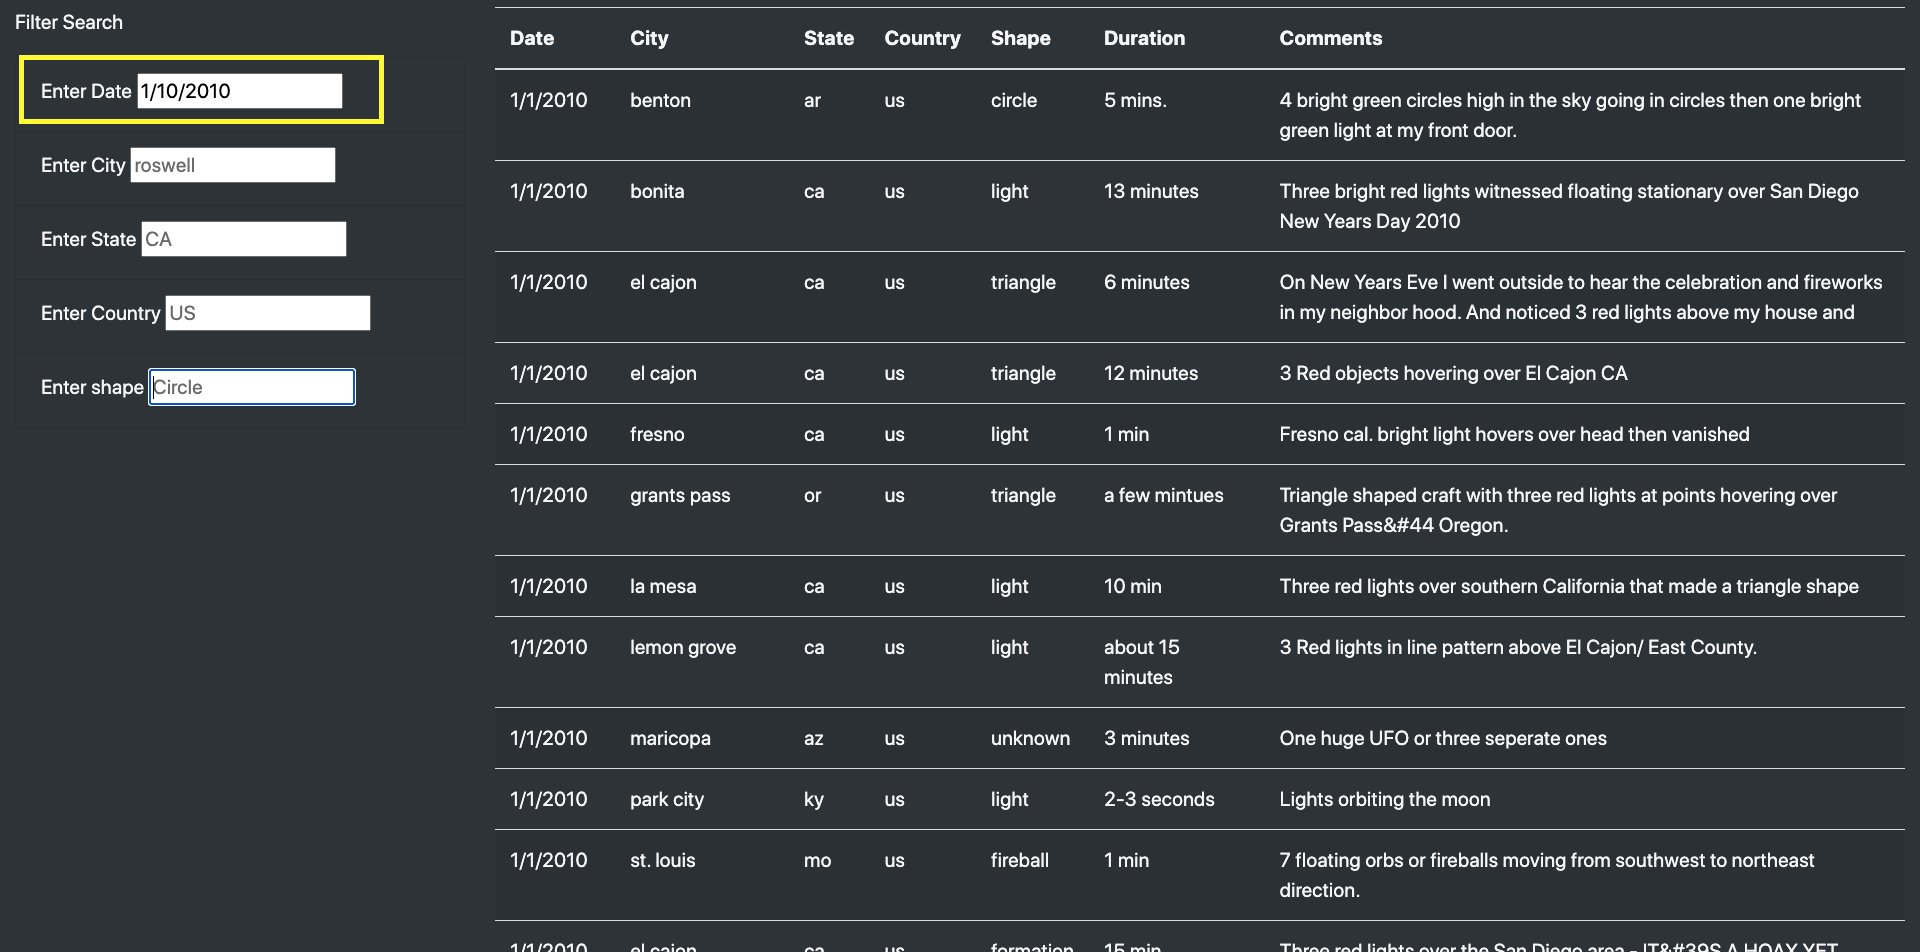 Filter Search
Enter Date 1/10/2010
Enter City roswell
Enter State CA
Enter Country US
Enter shape Circle
Date City State Country Shape Duration Comments
1/1/2010 benton ar us circle 5 mins. 4 bright green circles high in the sky going in circles then one bright
green light at my front door.
1/1/2010 bonita ca us light 13 minutes Three bright red lights witnessed floating stationary over San Diego
New Years Day 2010
1/1/2010 el cajon ca us triangle 6 minutes On New Years Eve I went outside to hear the celebration and fireworks
in my neighbor hood. And noticed 3 red lights above my house and
1/1/2010 el cajon ca us triangle 12 minutes 3 Red objects hovering over El Cajon CA
1/1/2010 fresno ca us light 1 min Fresno cal. bright light hovers over head then vanished
1/1/2010 grants pass or us triangle a few mintues Triangle shaped craft with three red lights at points hovering over
Grants Pass&#44 Oregon.
1/1/2010 la mesa ca us light 10 min Three red lights over southern California that made a triangle shape
1/1/2010 lemon grove ca us light about 15 3 Red lights in line pattern above El Cajon/ East County.
minutes
1/1/2010 maricopa az us unknown 3 minutes One huge UFO or three seperate ones
1/1/2010 park city ky us light 2-3 seconds Lights orbiting the moon
1/1/2010 st. louis mo us fireball 1 min 7 floating orbs or fireballs moving from southwest to northeast
direction.
1/1/2010 el cajon ca us formation 15 min Three red lights over the San Diego area - IT&#39S A HOAX YET